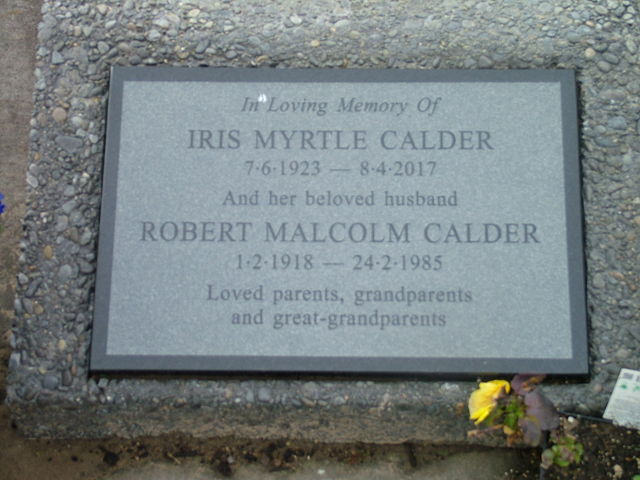 In Loving Memory Of
IRIS MYRTLE CALDER
7·6·1923 — 8·4·2017
And her beloved husband
ROBERT MALCOLM CALDER
1·2·1918 — 24·2·1985
Loved parents, grandparents
and great-grandparents